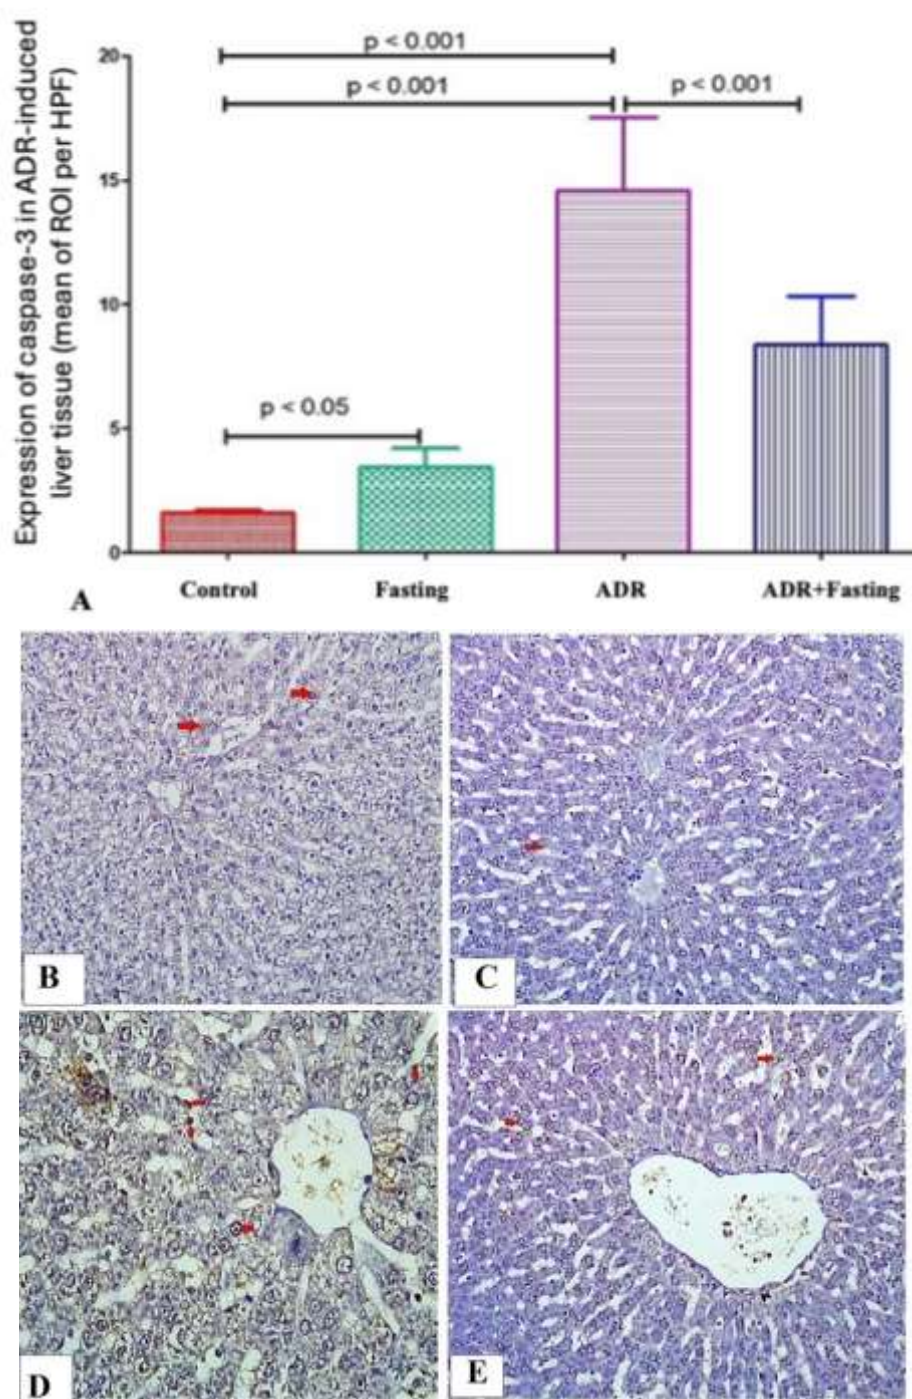 p < 0.001
p < 0.001
p < 0.001
p < 0.05
Expression of caspase-3 in ADR-induced
liver tissue (mean of ROI per HPF)
20
15
10
5
0
Control
Fasting
ADR
ADR+Fasting
A
B
C
D
E